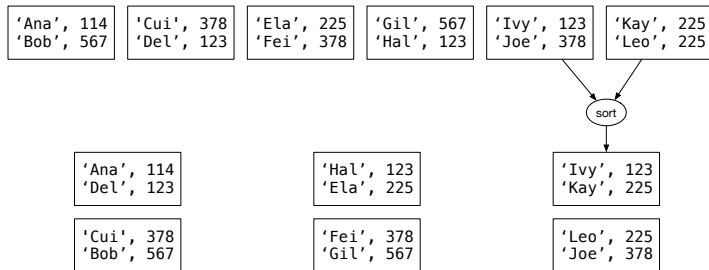 ‘Ana’, 114
‘Bob’, 567
'Cui', 378
‘Del’, 123
‘Ela’, 225
‘Fei’, 378
‘Gil’, 567
‘Hal’, 123
‘Ivy’, 123
‘Joe’, 378
‘Kay’, 225
‘Leo’, 225
sort
‘Ana’, 114
‘Del’, 123
‘Hal’, 123
‘Ela’, 225
‘Ivy’, 123
‘Kay’, 225
'Cui', 378
‘Bob’, 567
‘Fei’, 378
‘Gil’, 567
‘Leo’, 225
‘Joe’, 378